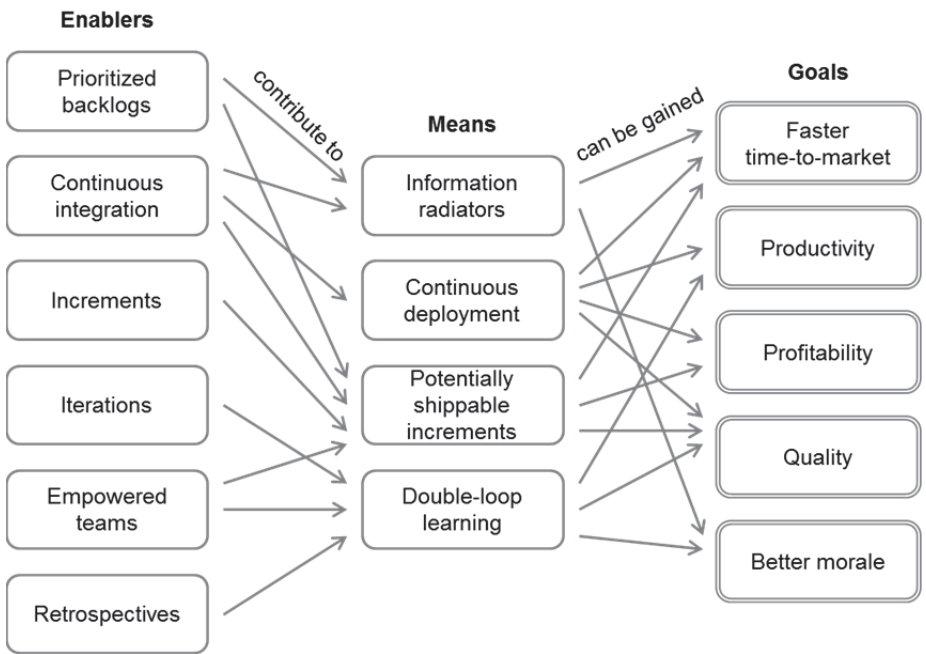 Enablers
Prioritized
backlogs
Continuous
integration
Increments
Iterations
Empowered
teams
Retrospectives
contribute to
Means
Information
radiators
Continuous
deployment
Potentially
shippable
increments
Double-loop
learning
can be gained
Goals
Faster
time-to-market
Productivity
Profitability
Quality
Better morale